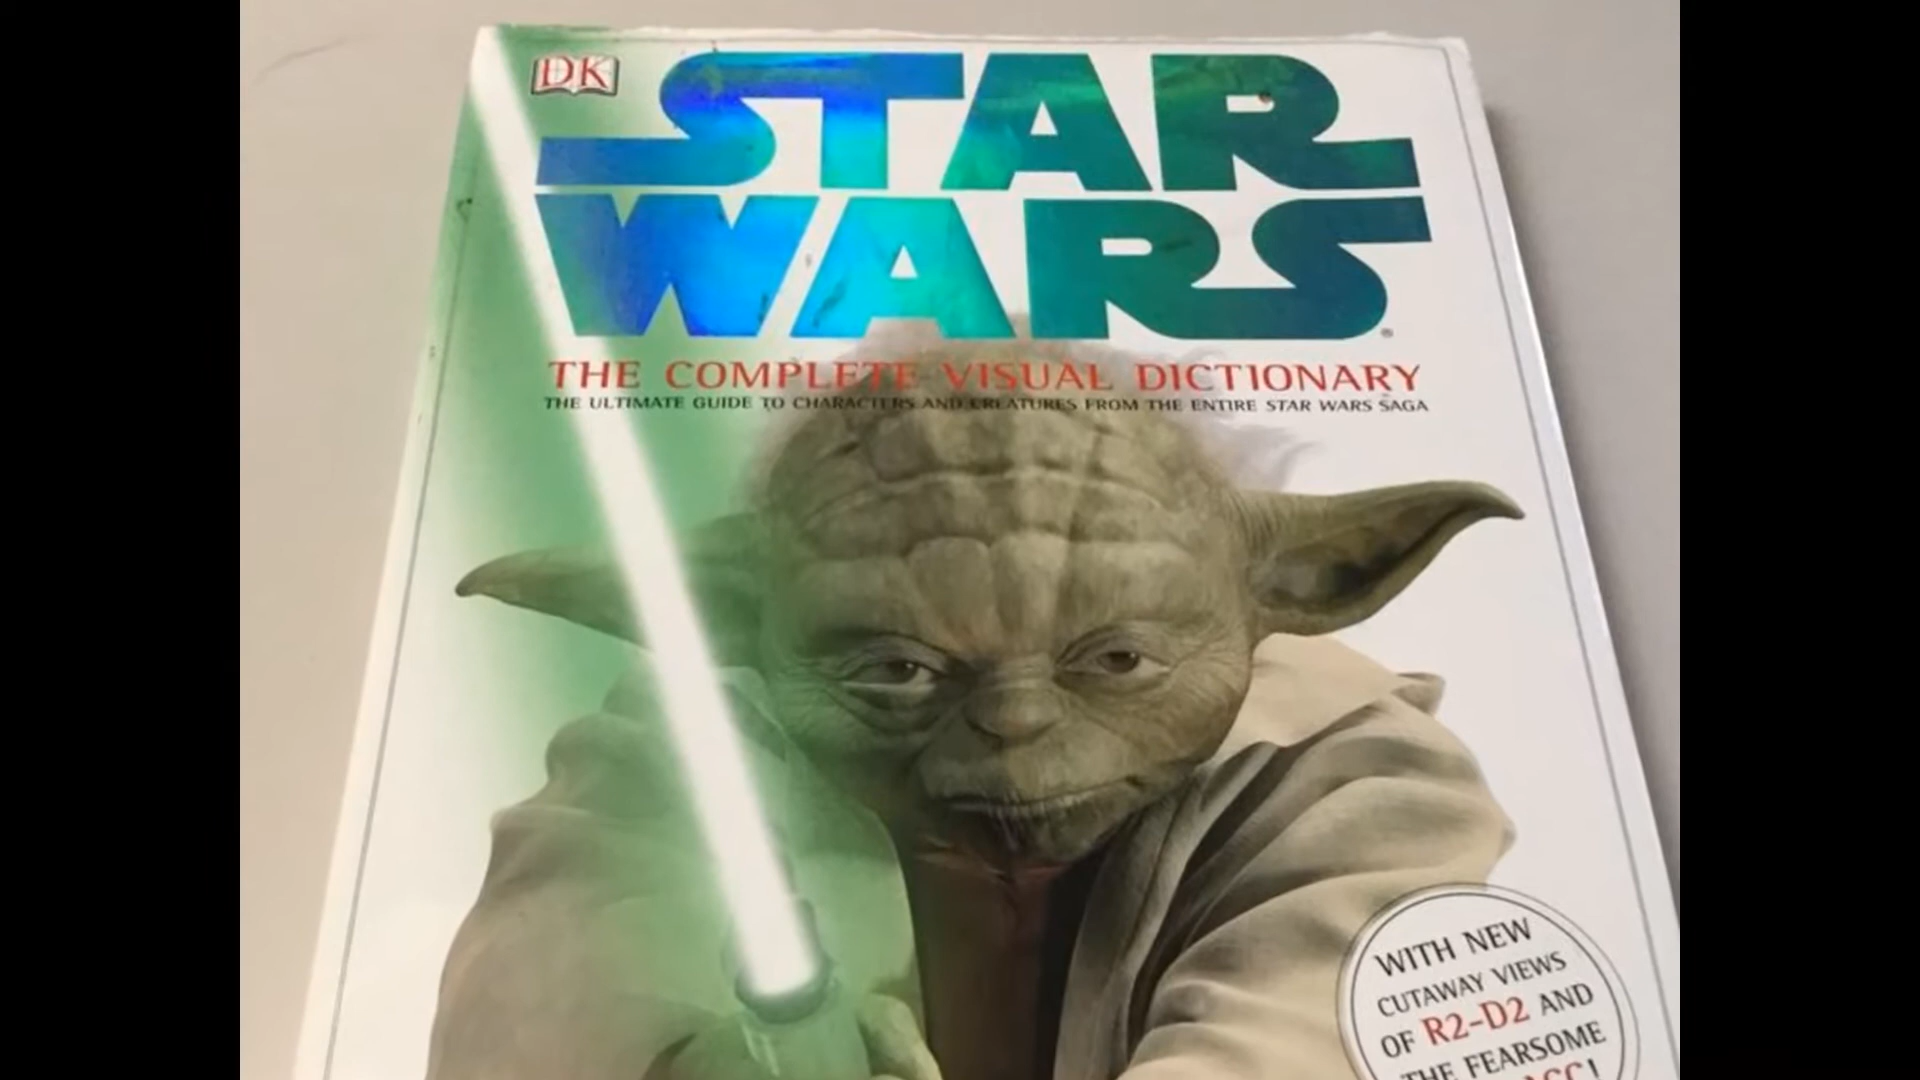 DK
STAR
WARS®
THE COMPLETE VISUAL DICTIONARY
THE ULTIMATE GUIDE TO CHARACTERS AND CREATURES FROM THE ENTIRE STAR WARS SAGA
WITH NEW
CUTAWAY VIEWS
OF R2-D2 AND
THE FEARSOME